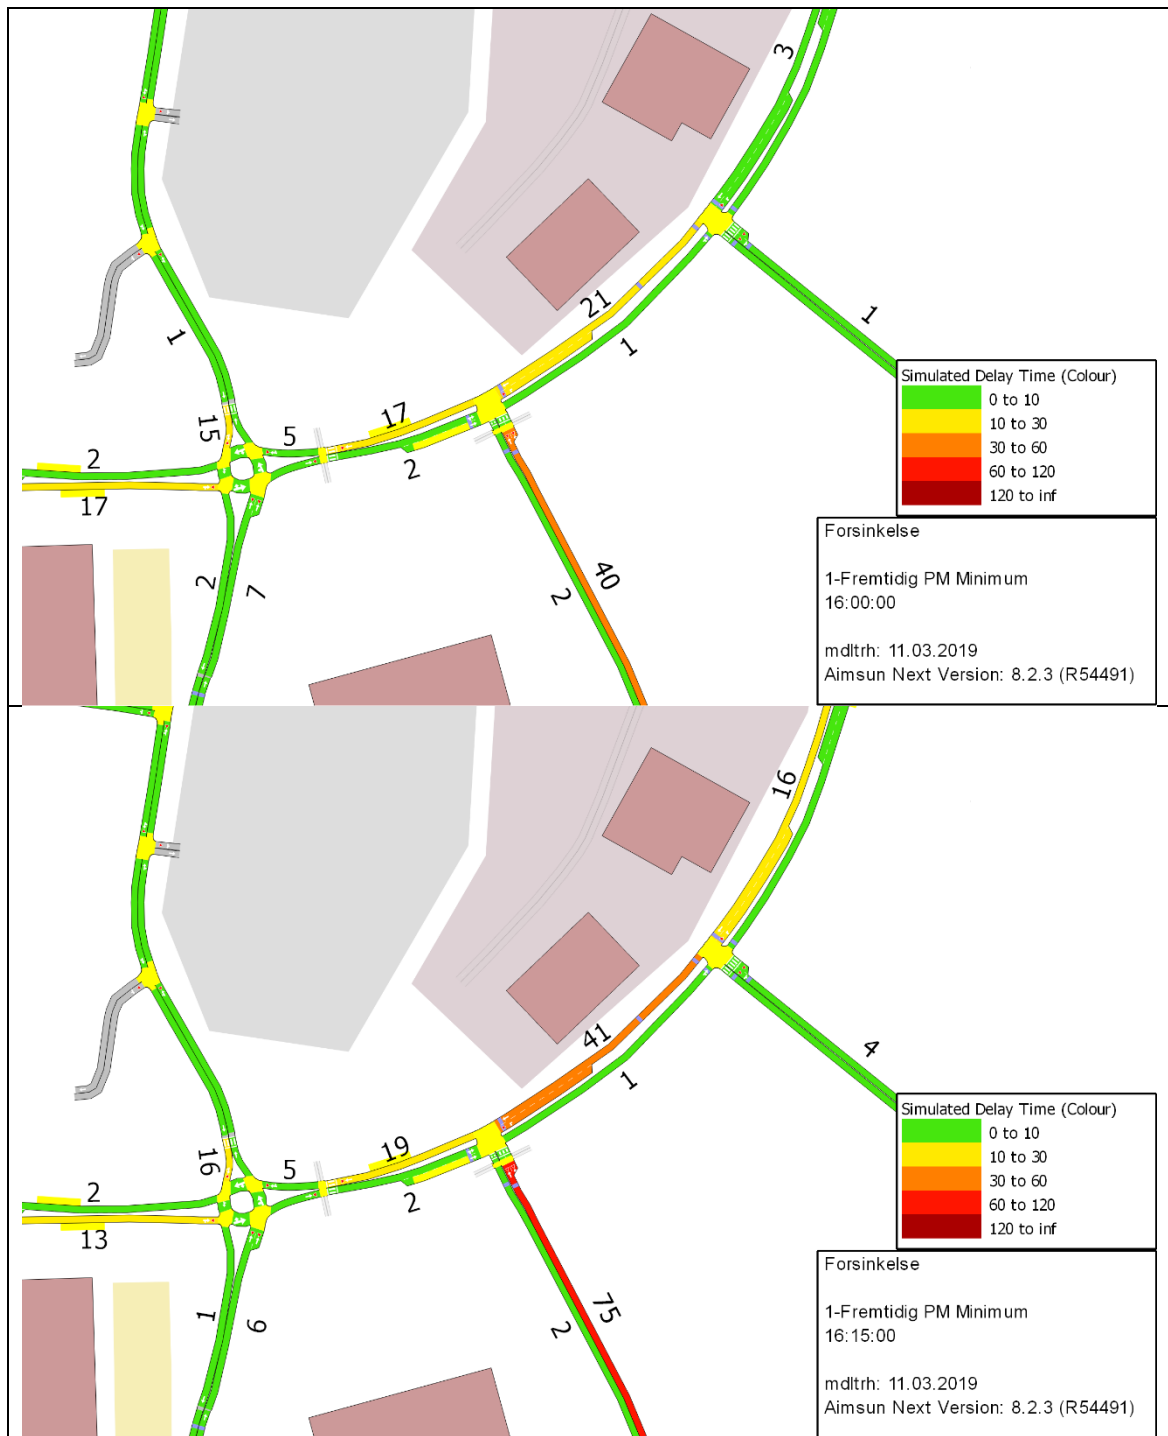 3
21
1
1
1
15
5
17
2
2
17
2
7
40
2
Simulated Delay Time (Colour)
0 to 10
10 to 30
30 to 60
60 to 120
120 to inf
Forsinkelse
1-Fremtidig PM Minimum
16:00:00
mdltrh: 11.03.2019
Aimsun Next Version: 8.2.3 (R54491)
16
41
1
4
16
5
19
2
2
13
1
6
75
2
Simulated Delay Time (Colour)
0 to 10
10 to 30
30 to 60
60 to 120
120 to inf
Forsinkelse
1-Fremtidig PM Minimum
16:15:00
mdltrh: 11.03.2019
Aimsun Next Version: 8.2.3 (R54491)